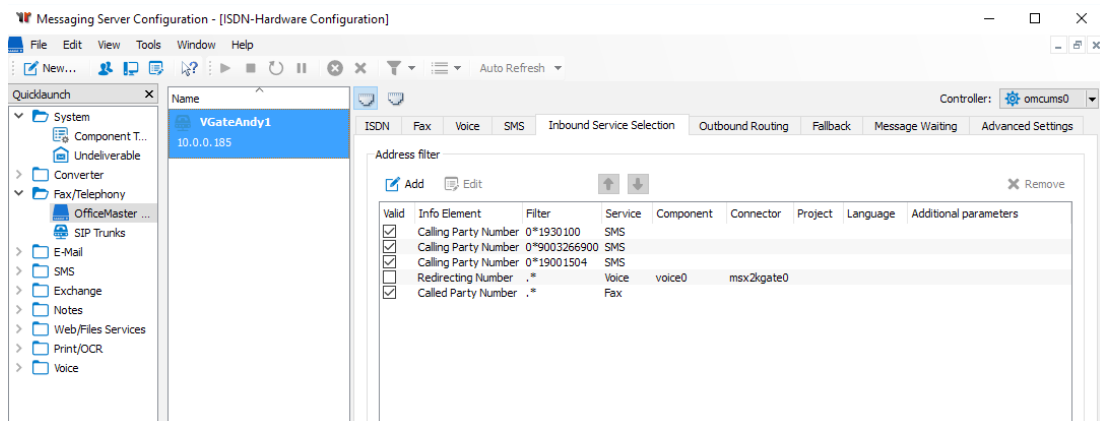 Messaging Server Configuration - [ISDN-Hardware Configuration]
File Edit View Tools Window Help
New... Auto Refresh
Quicklaunch
System
Component T...
Undeliverable
Converter
Fax/Telephony
OfficeMaster ...
SIP Trunks
E-Mail
SMS
Exchange
Notes
Web/Files Services
Print/OCR
Voice
Name
VGateAndy1
10.0.0.185
Controller: omcums0
ISDN Fax Voice SMS Inbound Service Selection Outbound Routing Fallback Message Waiting Advanced Settings
Address filter
Add Edit Remove
Valid Info Element Filter Service Component Connector Project Language Additional parameters
Calling Party Number 0*1930100 SMS
Calling Party Number 0*9003266900 SMS
Calling Party Number 0*19001504 SMS
Redirecting Number .* Voice voice0 msx2kgate0
Called Party Number .* Fax